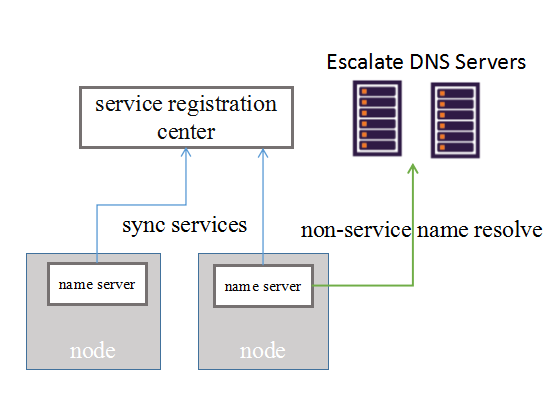 Escalate DNS Servers
service registration
center
sync services
non-service name resolve
name server
name server
node
node